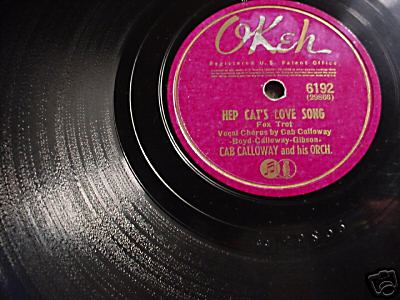 OKeh
Registered U.S. Patent Office
6192
(29866)
HEP CAT'S LOVE SONG
Fox Trot
Vocal Chorus by Cab Calloway
-Boyd-Calloway-Gibson-
CAB CALLOWAY and his ORCH.